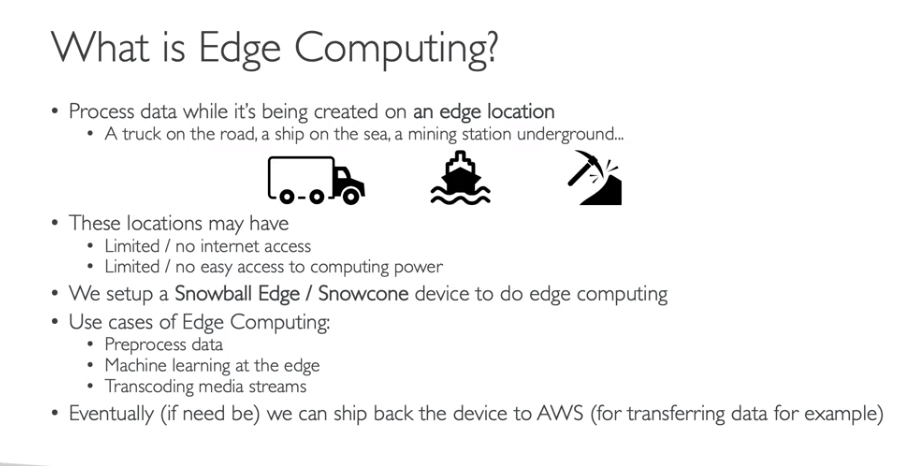 What is Edge Computing?
• Process data while it's being created on an edge location
• A truck on the road, a ship on the sea, a mining station underground...
• These locations may have
• Limited / no internet access
• Limited / no easy access to computing power
• We setup a Snowball Edge / Snowcone device to do edge computing
• Use cases of Edge Computing:
• Preprocess data
• Machine learning at the edge
• Transcoding media streams
• Eventually (if need be) we can ship back the device to AWS (for transferring data for example)